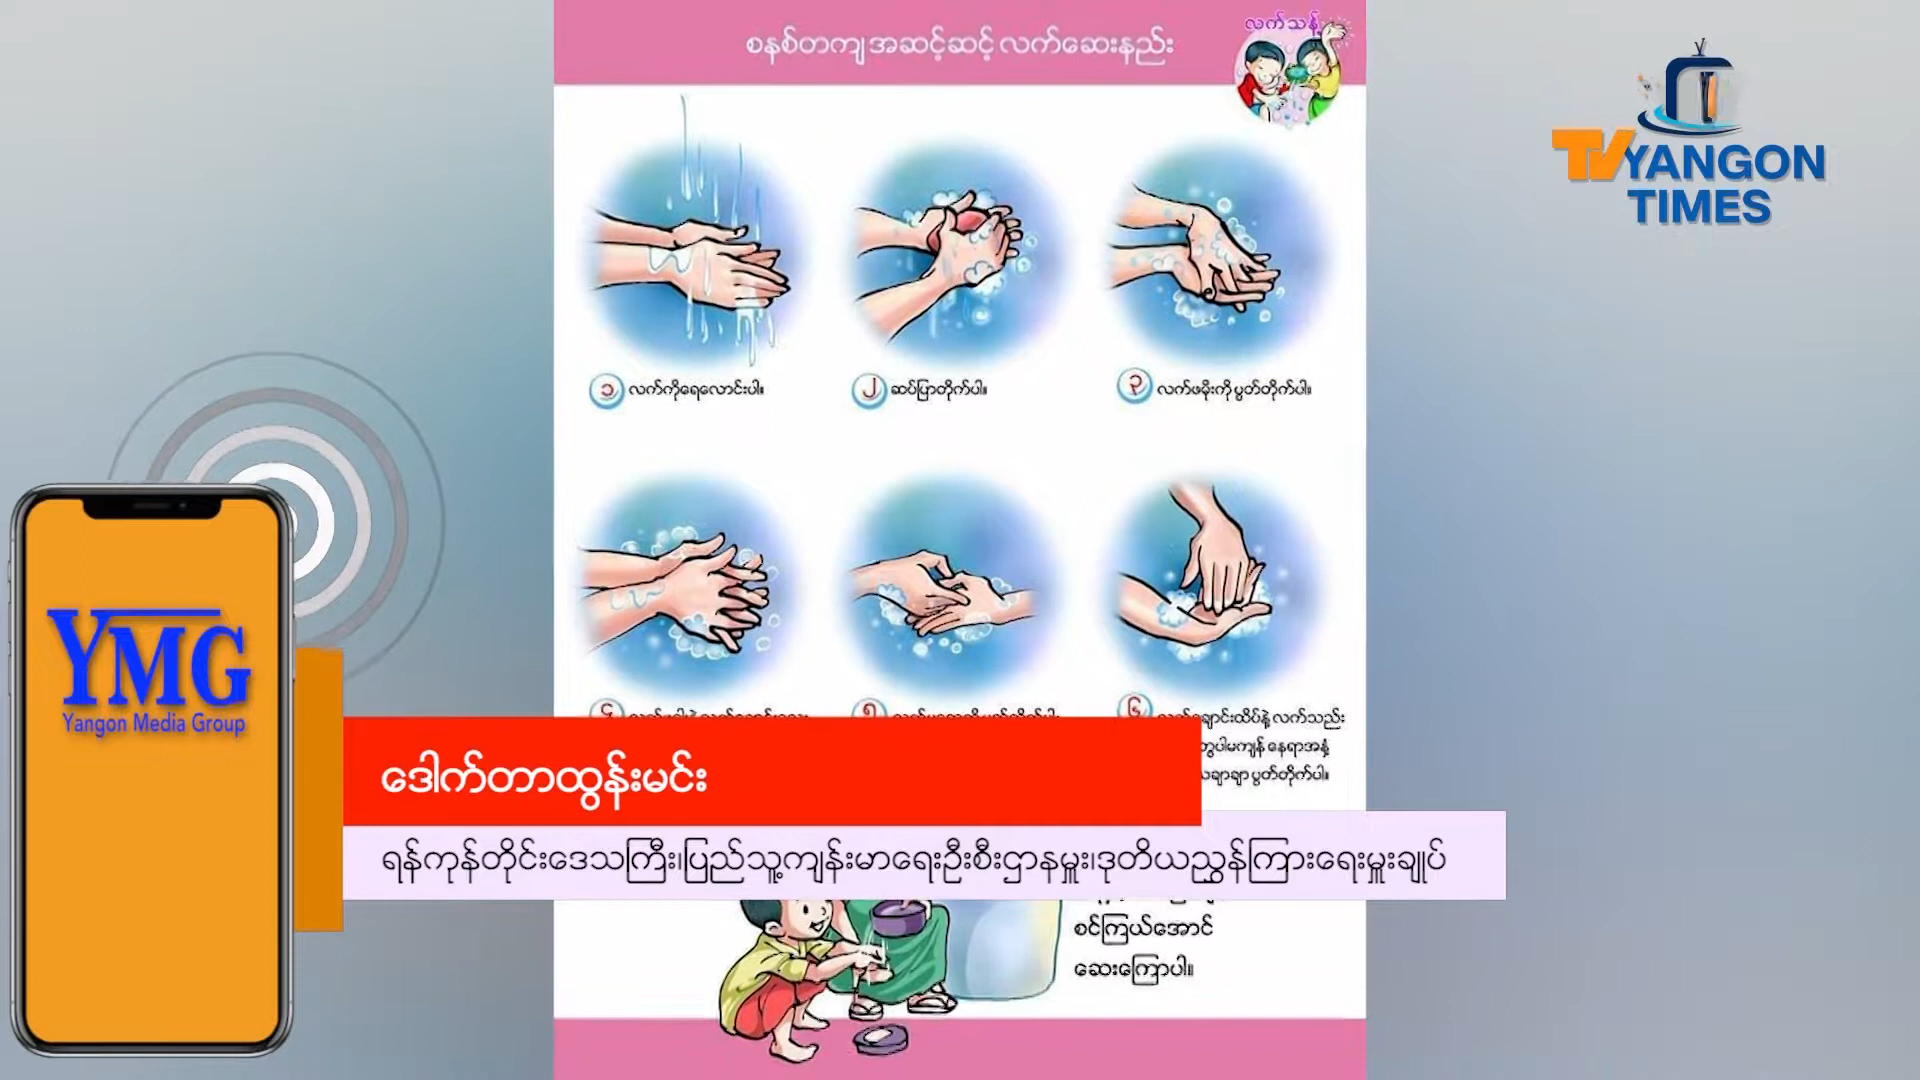 စနစ်တကျ အဆင့်ဆင့် လက်ဆေးနည်း
လက်သန့်
TV YANGON
TIMES
၁ လက်ကိုရေလောင်းပါ။
၂ ဆပ်ပြာတိုက်ပါ။
၃ လက်ဖမိုးကို ပွတ်တိုက်ပါ။
၅
၆
ချောင်းထိပ်နဲ့ လက်သည်း
တွေပါမကျန် နေရာအနှံ့
ချာချာ ပွတ်တိုက်ပါ။
YMG
Yangon Media Group
ဒေါက်တာထွန်းမင်း
ရန်ကုန်တိုင်းဒေသကြီး၊ပြည်သူ့ကျန်းမာရေးဦးစီးဌာနမှူး၊ဒုတိယညွှန်ကြားရေးမှူးချုပ်
စင်ကြယ်အောင်
ဆေးကြောပါ။